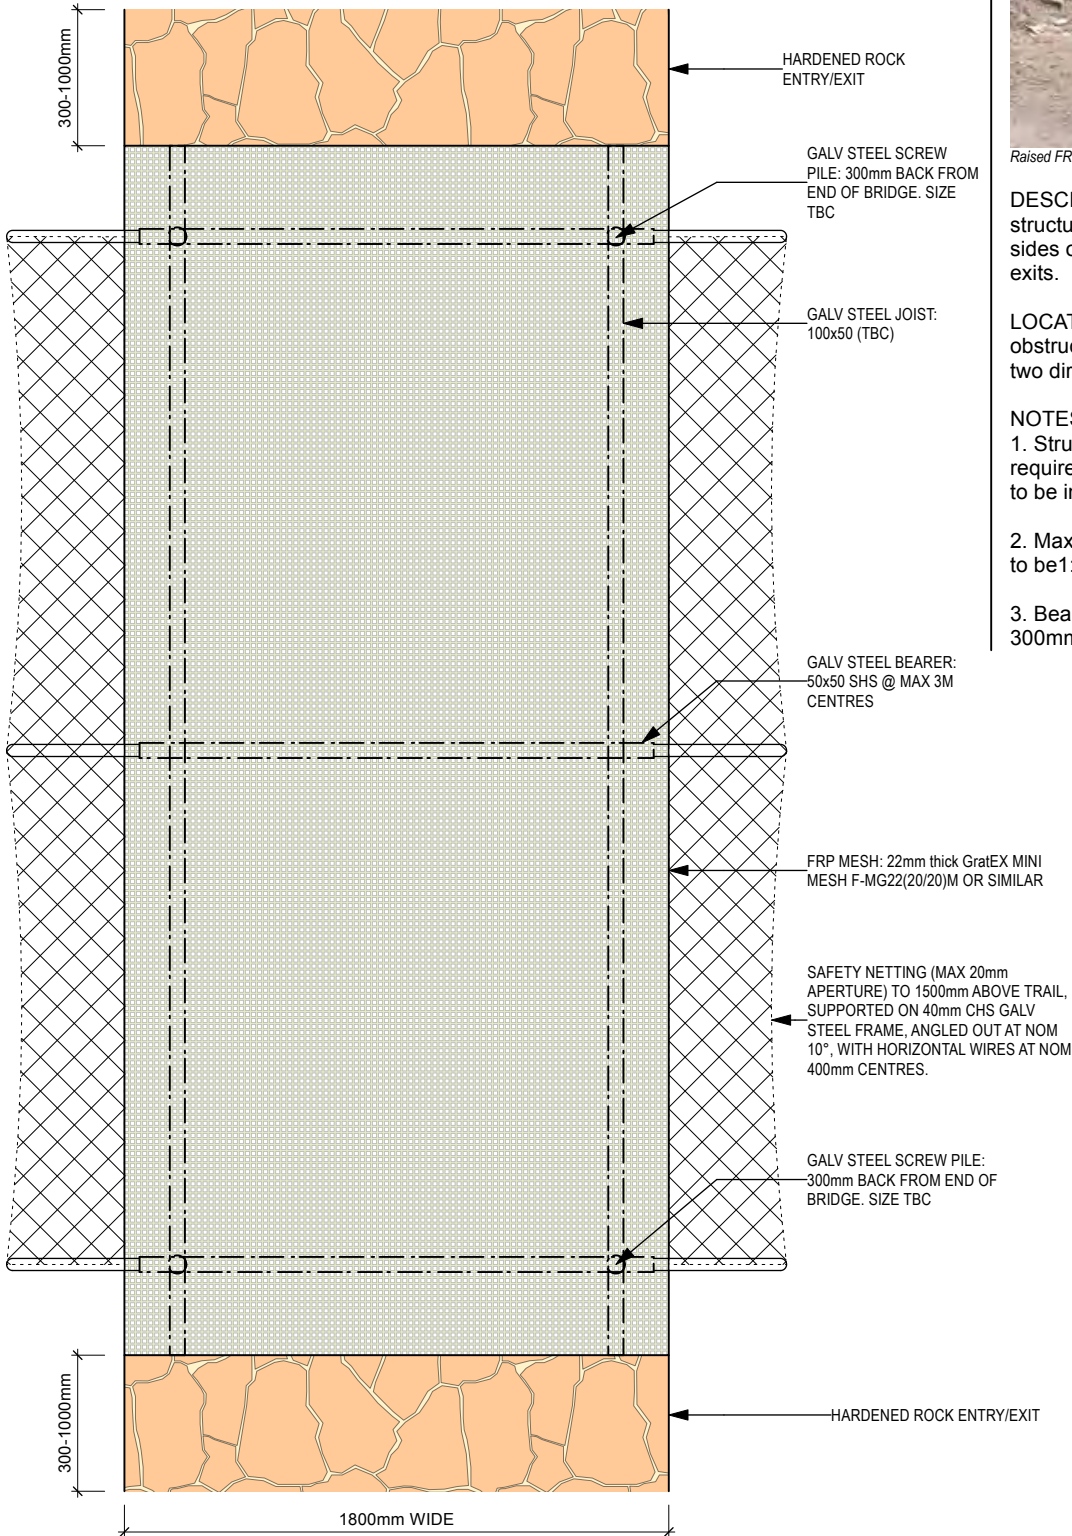 300-1000mm
HARDENED ROCK
ENTRY/EXIT
GALV STEEL SCREW
PILE: 300mm BACK FROM
END OF BRIDGE. SIZE
TBC
GALV STEEL JOIST:
100x50 (TBC)
GALV STEEL BEARER:
50x50 SHS @ MAX 3M
CENTRES
FRP MESH: 22mm thick GratEX MINI
MESH F-MG22(20/20)M OR SIMILAR
SAFETY NETTING (MAX 20mm
APERTURE) TO 1500mm ABOVE TRAIL,
SUPPORTED ON 40mm CHS GALV
STEEL FRAME, ANGLED OUT AT NOM
10°, WITH HORIZONTAL WIRES AT NOM
400mm CENTRES.
GALV STEEL SCREW PILE:
300mm BACK FROM END OF
BRIDGE. SIZE TBC
HARDENED ROCK ENTRY/EXIT
300-1000mm
1800mm WIDE
Raised FR
DESC
structu
sides
exits.
LOCAT
obstru
two di
NOTES
1. Stru
require
to be i
2. Max
to be1:
3. Bea
300mm